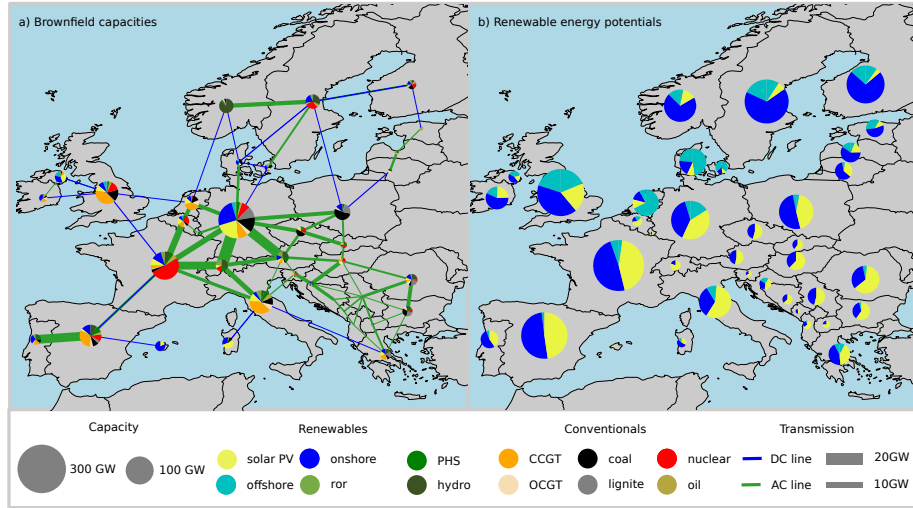 a) Brownfield capacities
b) Renewable energy potentials
Capacity
Renewables
Conventionals
Transmission
300 GW
100 GW
solar PV
onshore
PHS
CCGT
coal
nuclear
DC line
20GW
offshore
ror
hydro
OCGT
lignite
oil
AC line
10GW